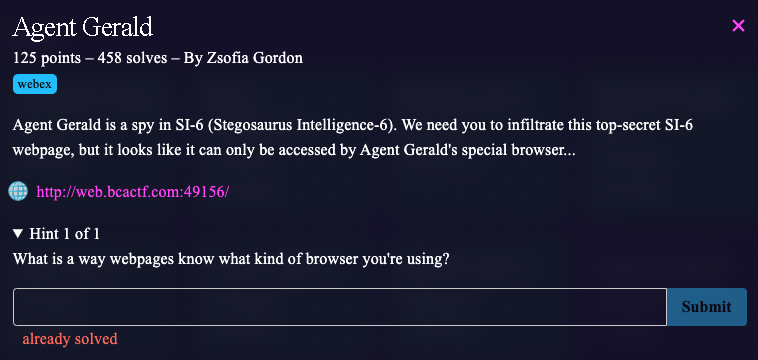 Agent Gerald
×
125 points – 458 solves – By Zsofia Gordon
webex
Agent Gerald is a spy in SI-6 (Stegosaurus Intelligence-6). We need you to infiltrate this top-secret SI-6
webpage, but it looks like it can only be accessed by Agent Gerald's special browser...
http://web.bcactf.com:49156/
▼ Hint 1 of 1
What is a way webpages know what kind of browser you're using?
Submit
already solved